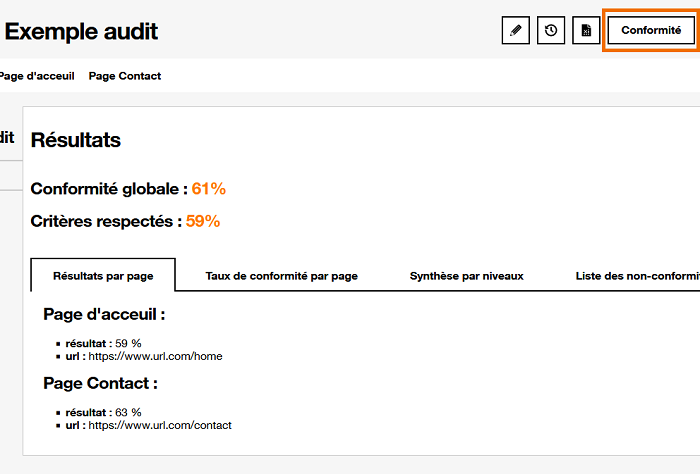 Exemple audit
Conformité
Page d'acceuil Page Contact
Résultats
Conformité globale : 61%
Critères respectés : 59%
Résultats par page Taux de conformité par page Synthèse par niveaux Liste des non-conformit
Page d'acceuil :
résultat : 59 %
url : https://www.url.com/home
Page Contact :
résultat : 63 %
url : https://www.url.com/contact